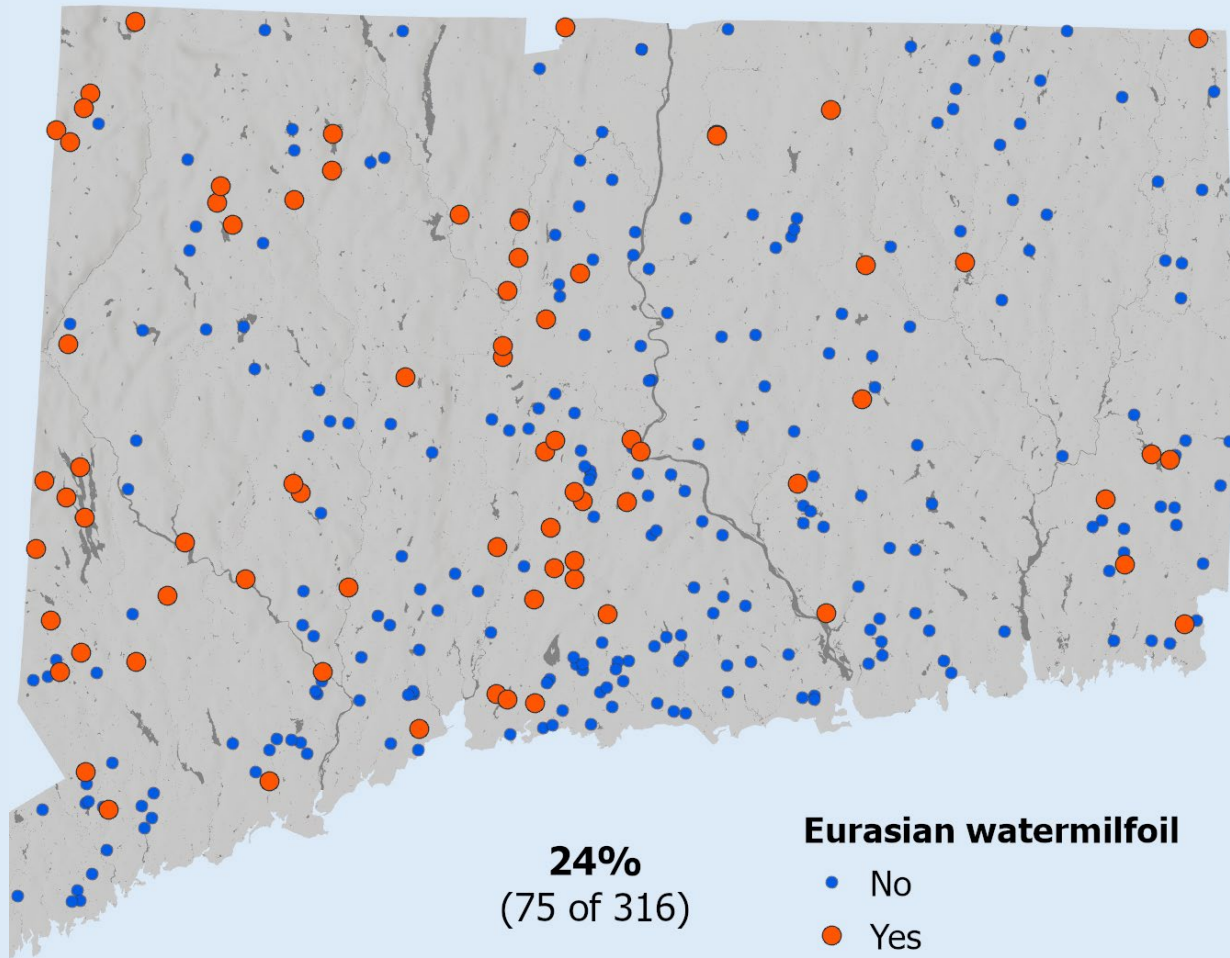 24%
(75 of 316)
Eurasian watermilfoil
No
Yes